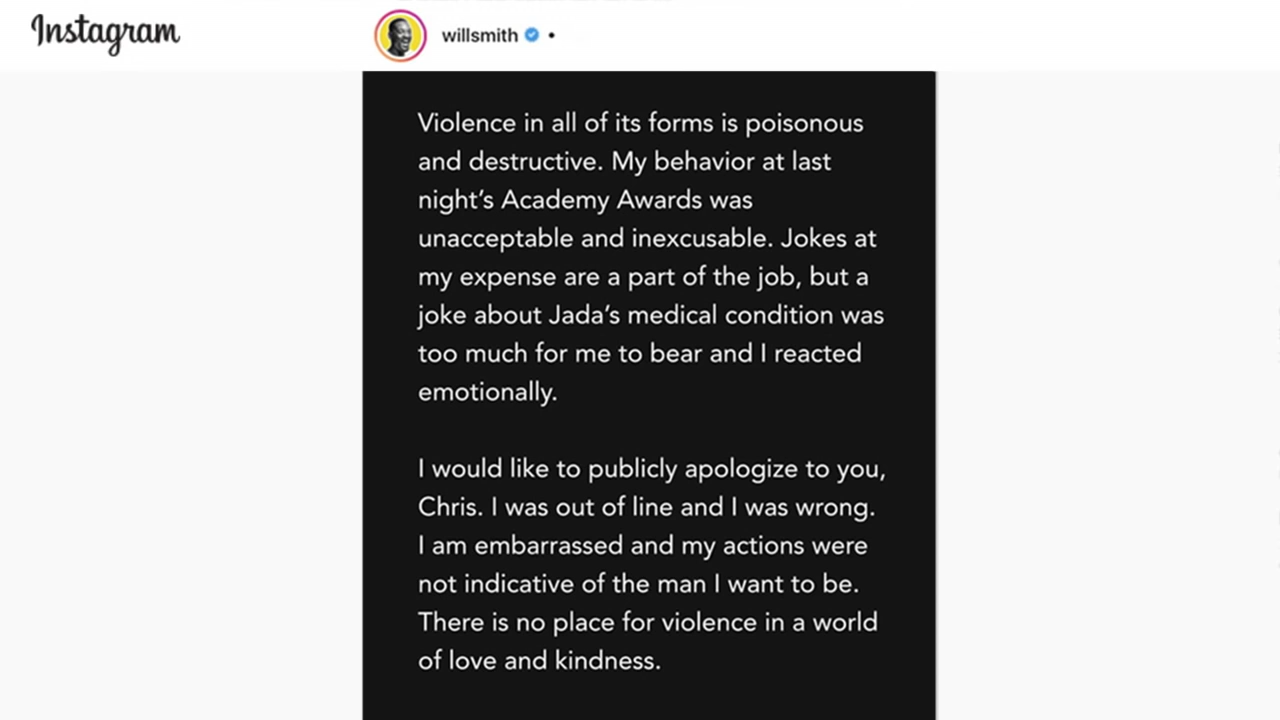 Instagram
willsmith •
Violence in all of its forms is poisonous
and destructive. My behavior at last
night’s Academy Awards was
unacceptable and inexcusable. Jokes at
my expense are a part of the job, but a
joke about Jada’s medical condition was
too much for me to bear and I reacted
emotionally.
I would like to publicly apologize to you,
Chris. I was out of line and I was wrong.
I am embarrassed and my actions were
not indicative of the man I want to be.
There is no place for violence in a world
of love and kindness.